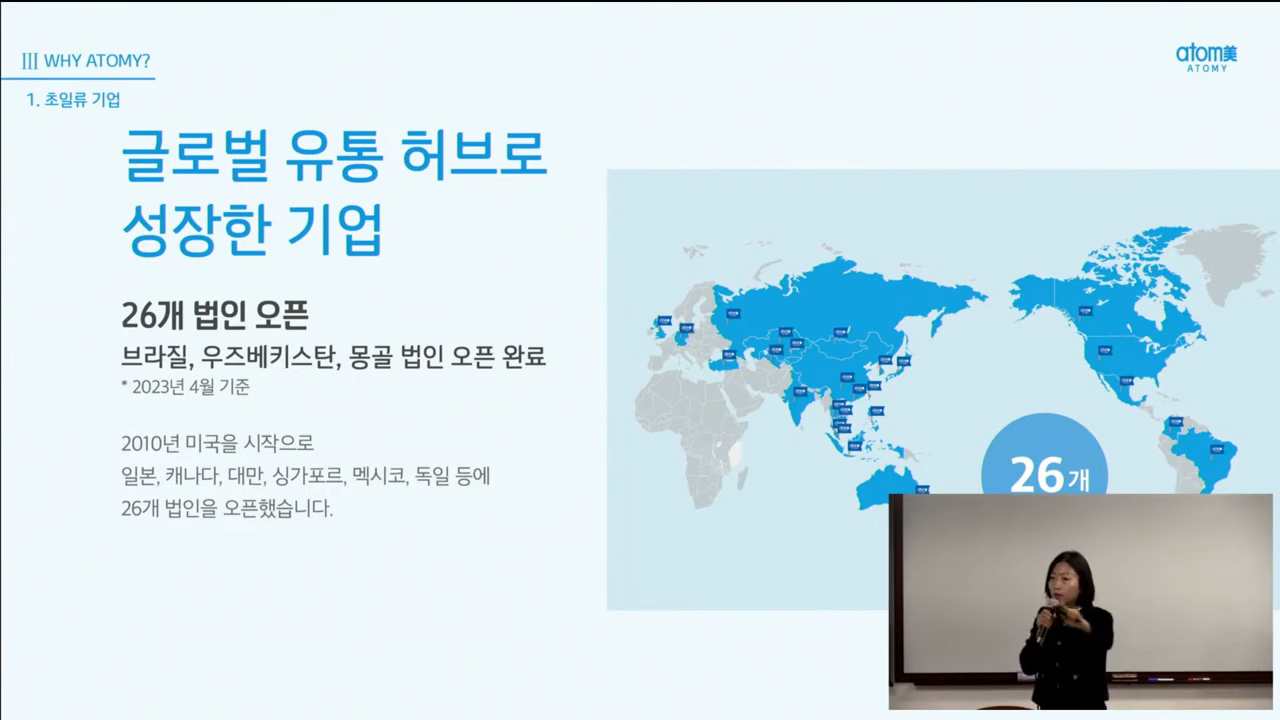 III WHY ATOMY?
atom美
ATOMY
1. 초일류 기업
글로벌 유통 허브로
성장한 기업
26개 법인 오픈
브라질, 우즈베키스탄, 몽골 법인 오픈 완료
* 2023년 4월 기준
2010년 미국을 시작으로
일본, 캐나다, 대만, 싱가포르, 멕시코, 독일 등에
26개 법인을 오픈했습니다.
26개